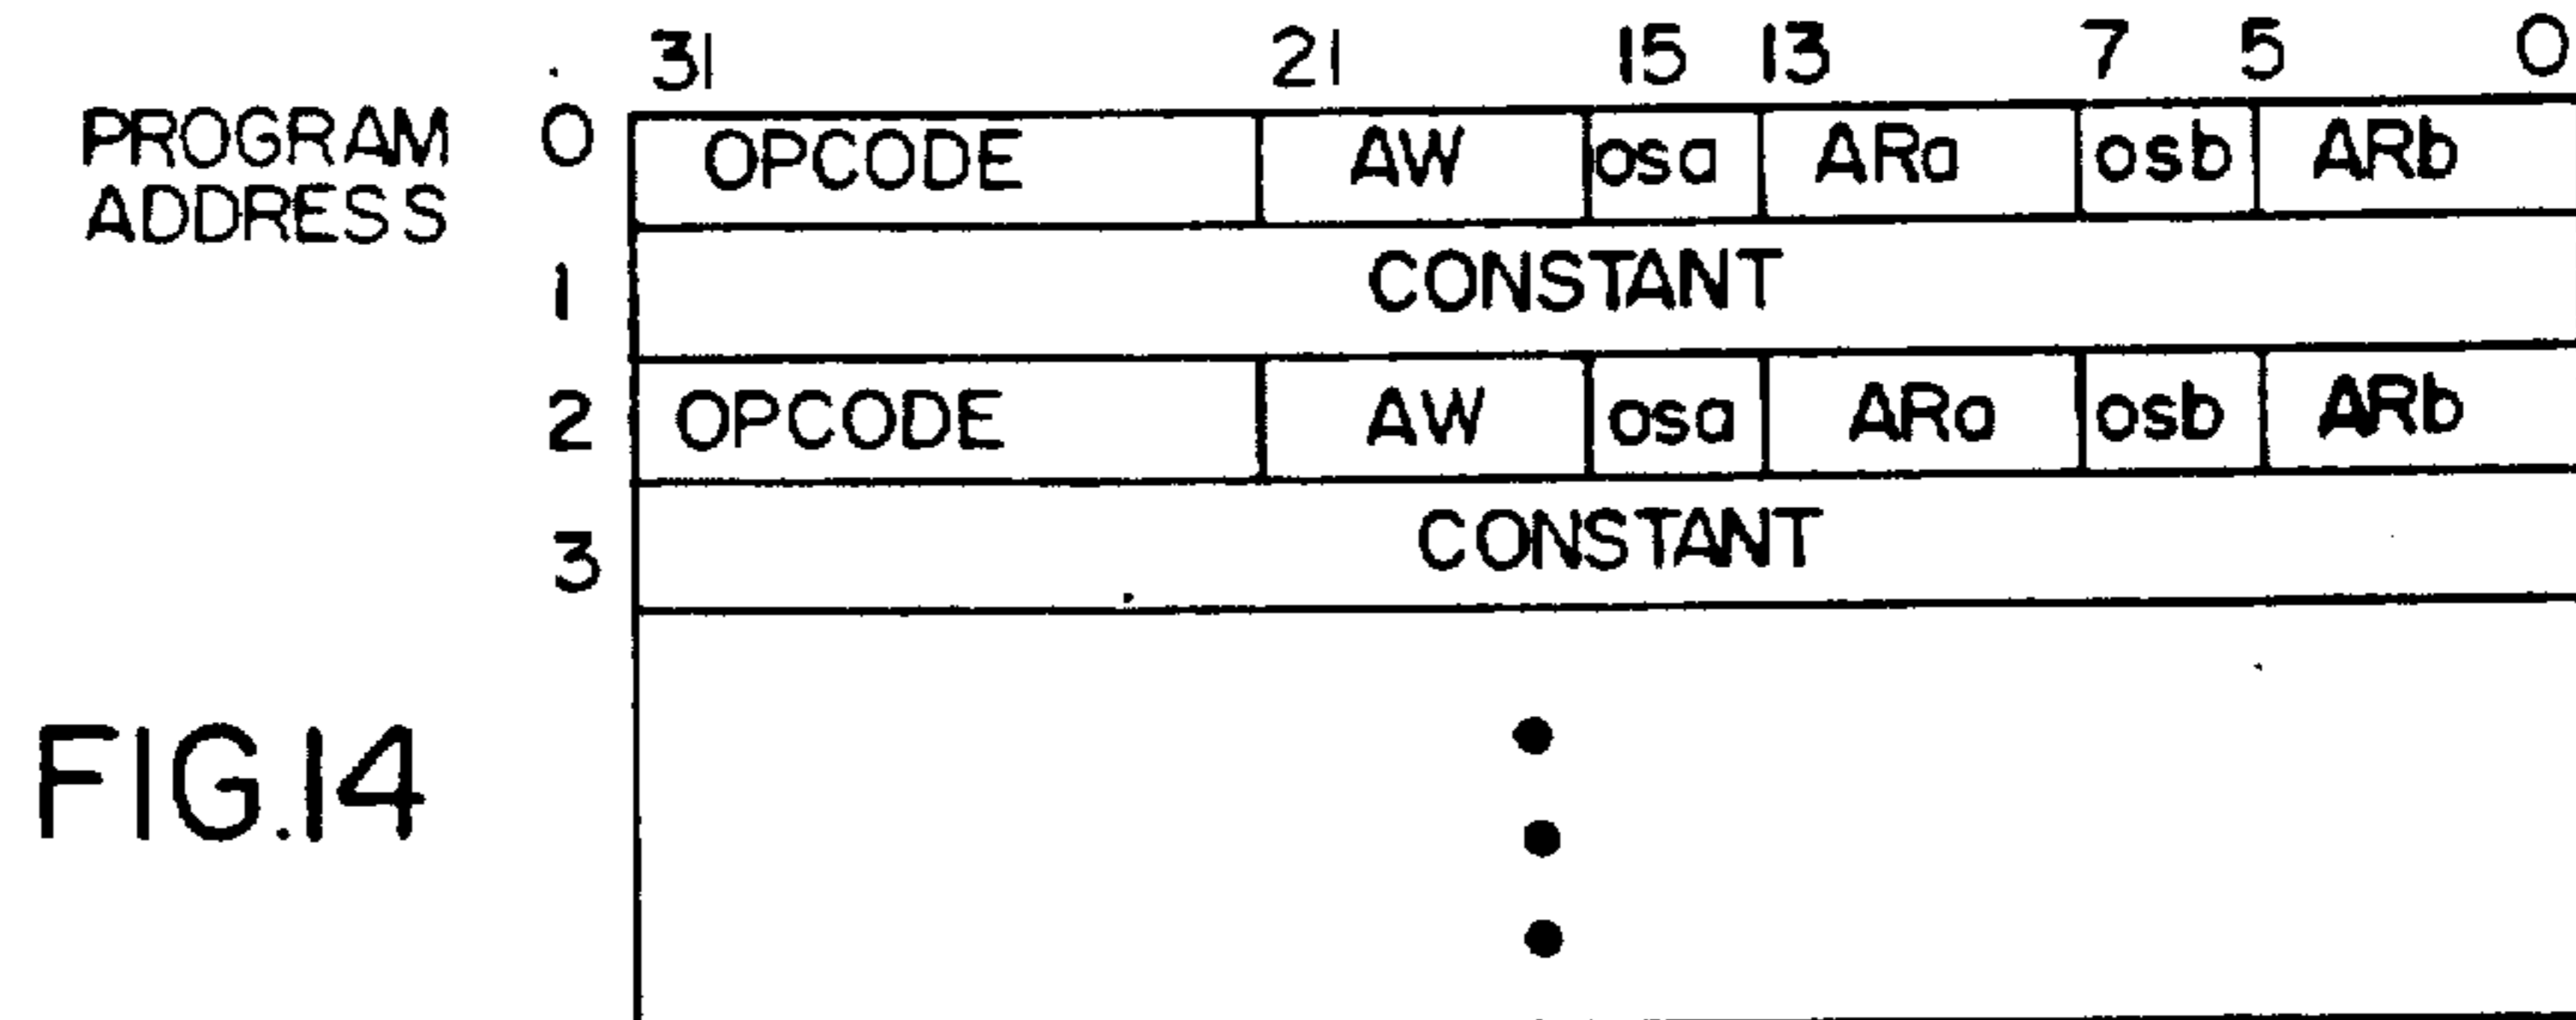 31 21 15 13 7 5 0
PROGRAM ADDRESS
0 OPCODE AW osa ARa osb ARb
1 CONSTANT
2 OPCODE AW osa ARa osb ARb
3 CONSTANT
FIG.14